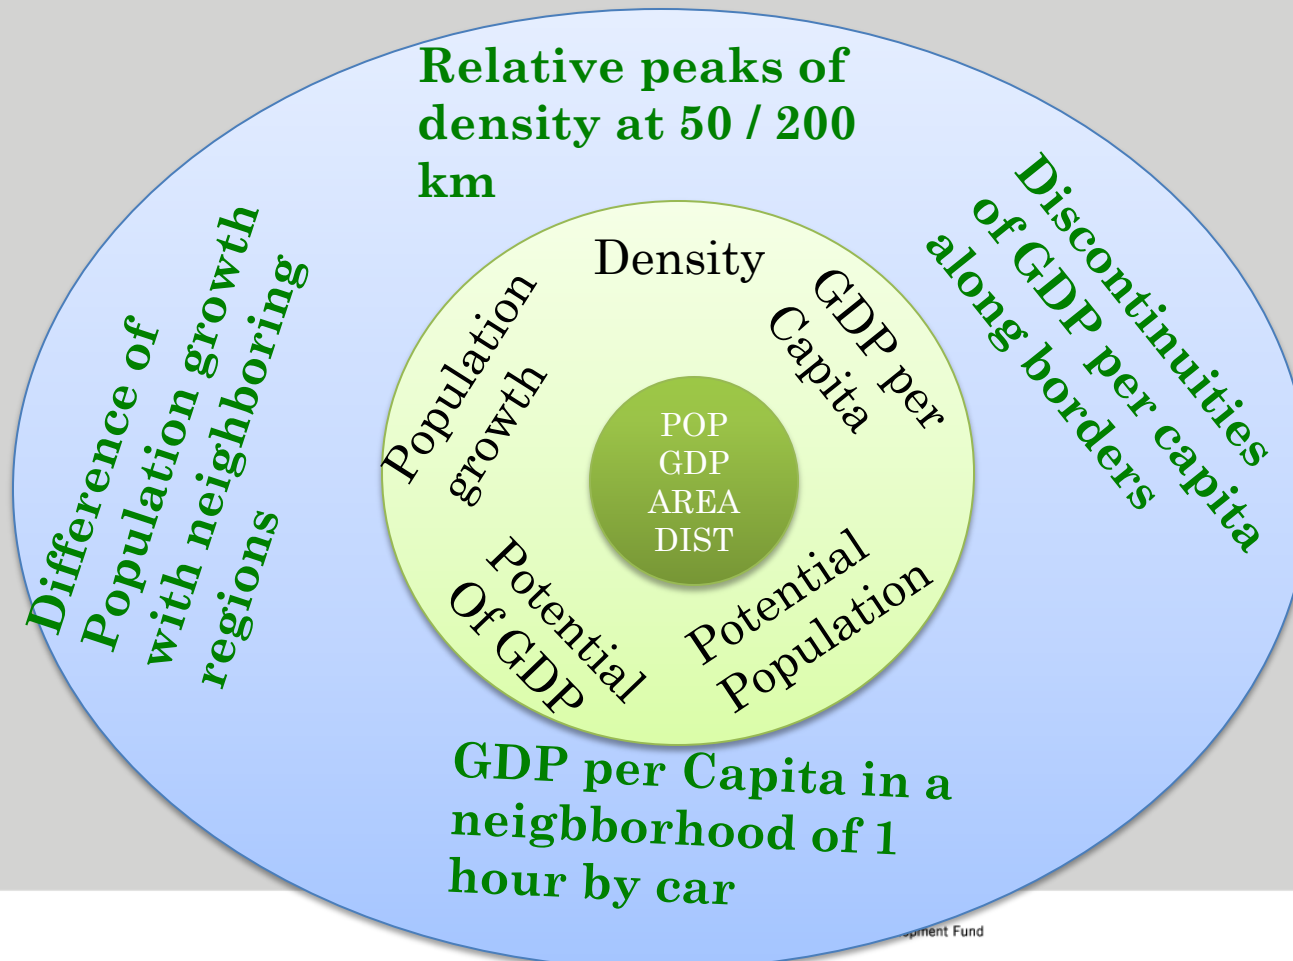 Relative peaks of
density at 50 / 200
km
Discontinuities
of GDP per capita
along borders
Difference of
Population growth
with neighboring
regions
Density
Population
growth
GDP per
Capita
POP
GDP
AREA
DIST
Potential
Of GDP
Potential
Population
GDP per Capita in a
neigbborhood of 1
hour by car
Fund